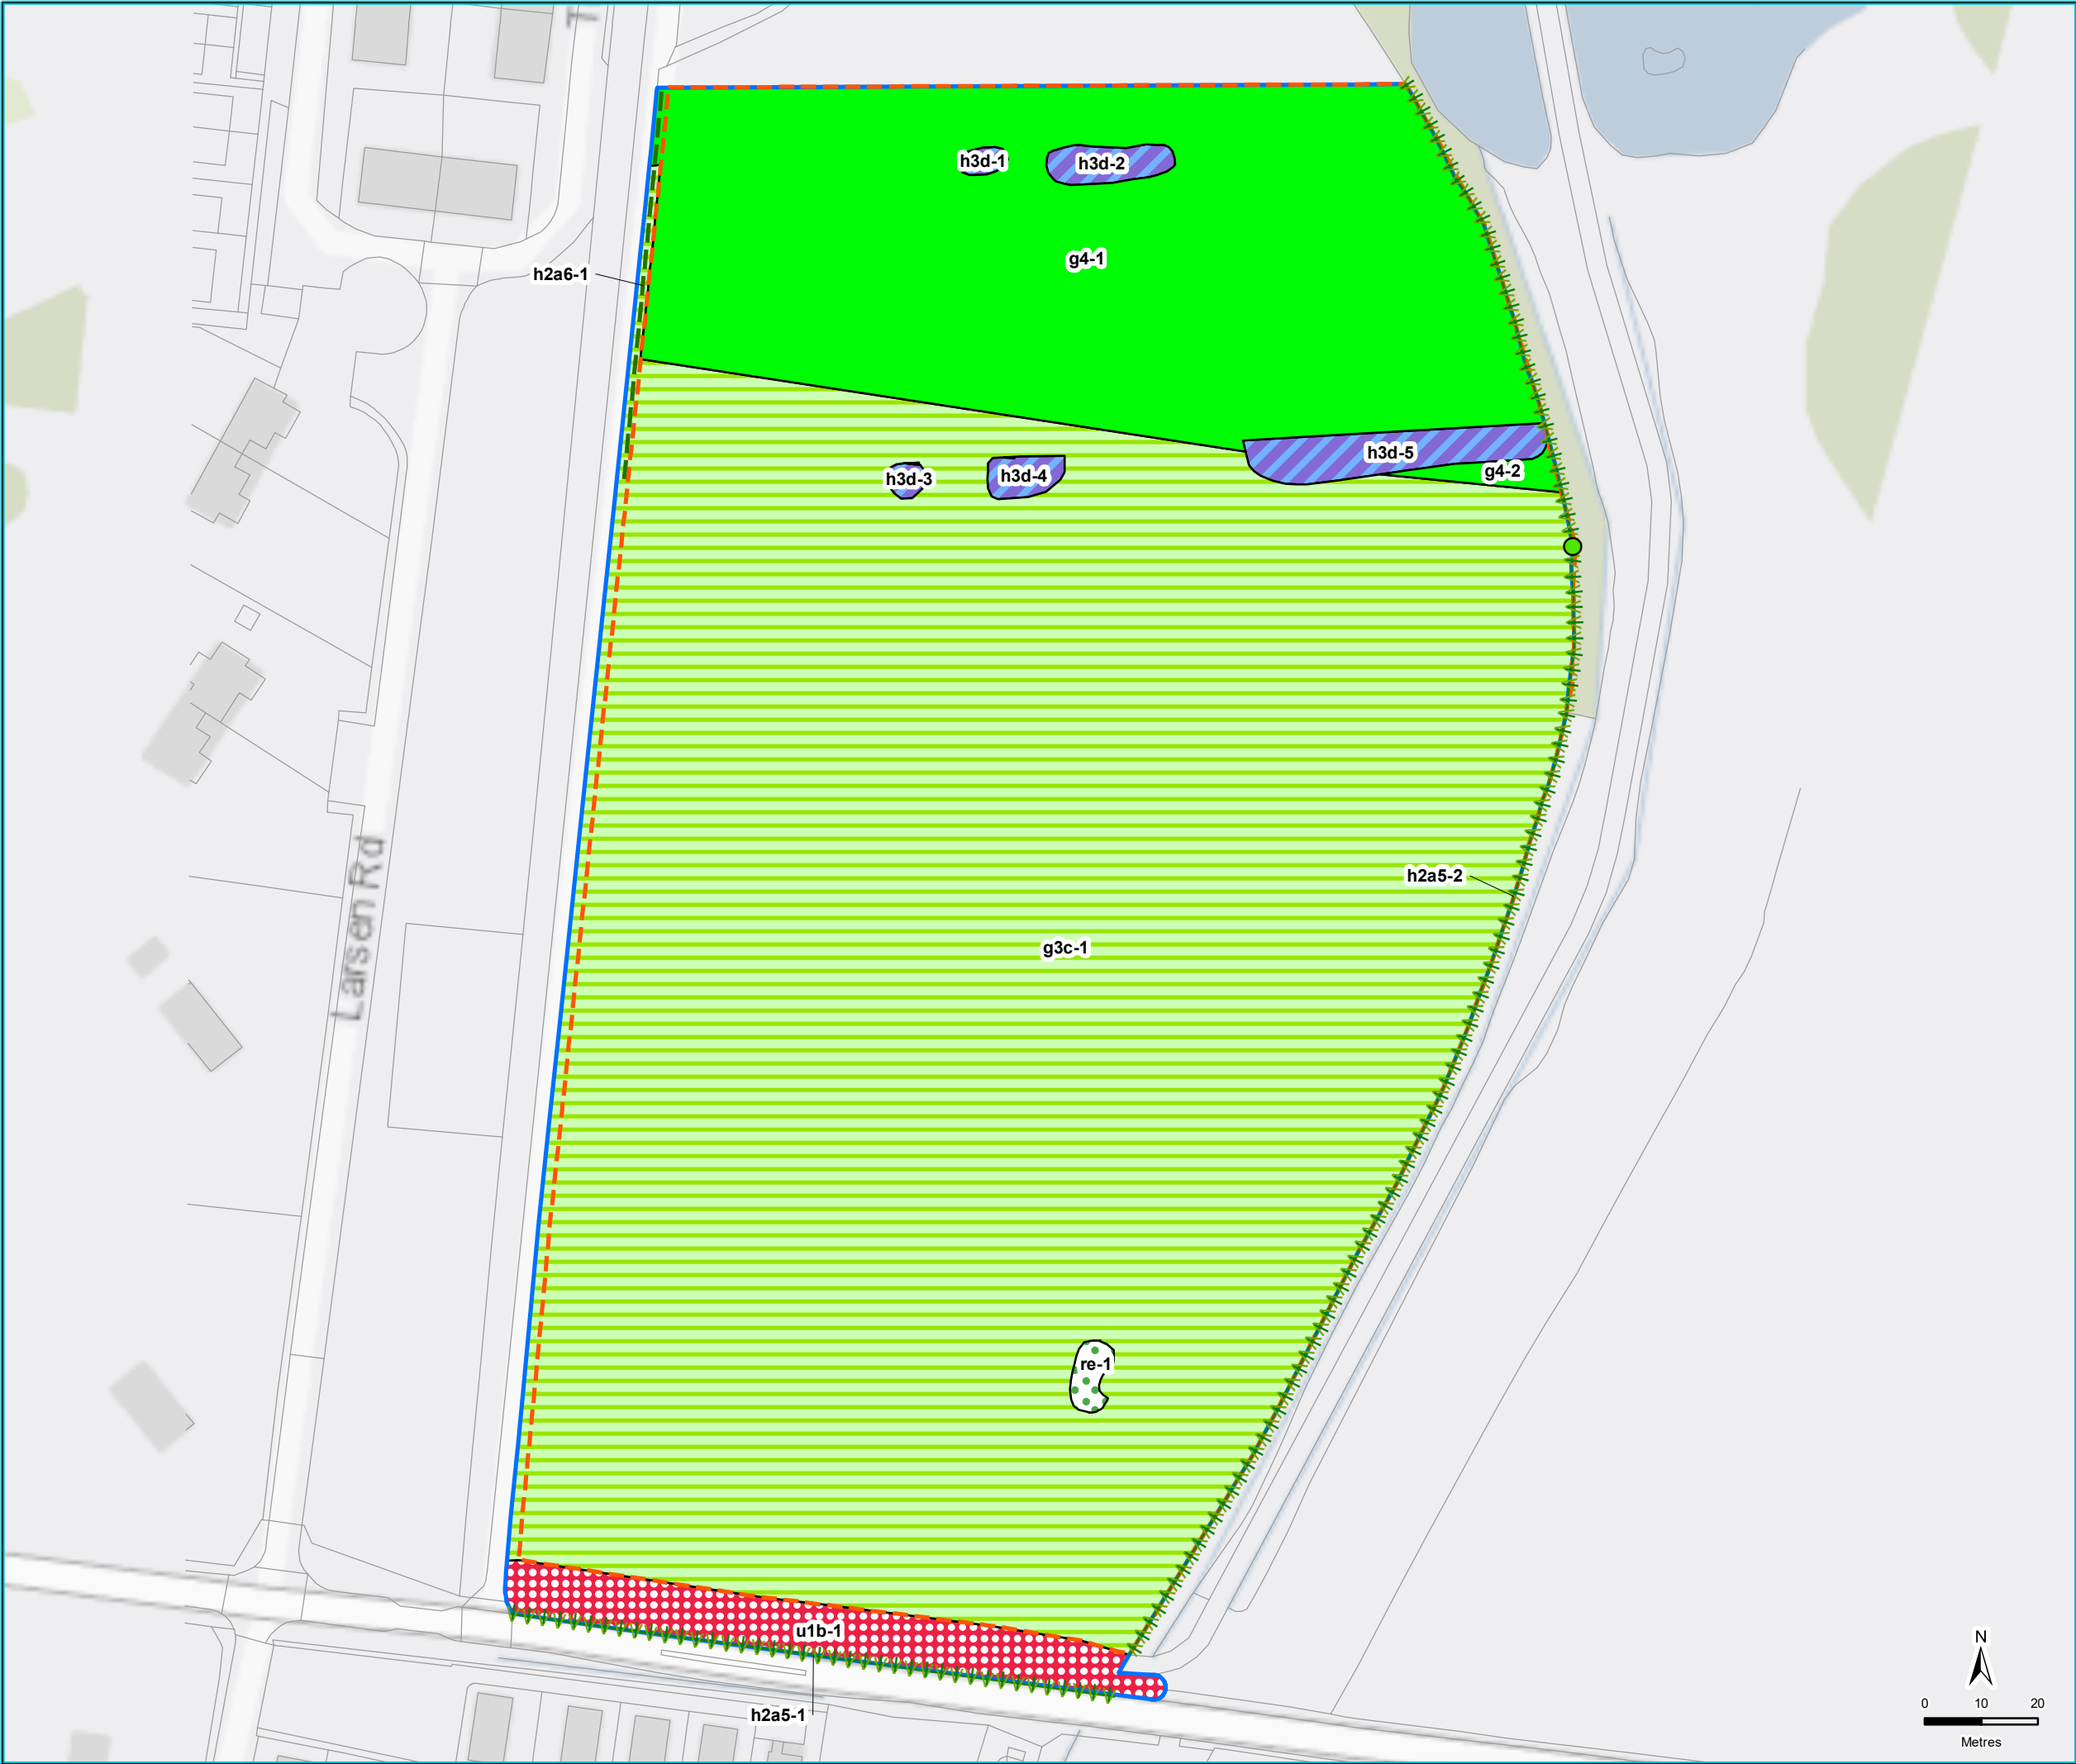 h3d-1
h3d-2
g4-1
h2a6-1
h3d-5
g4-2
h3d-3
h3d-4
Larsen Rd
h2a5-2
g3c-1
re-1
u1b-1
h2a5-1
N
0 10 20
Metres